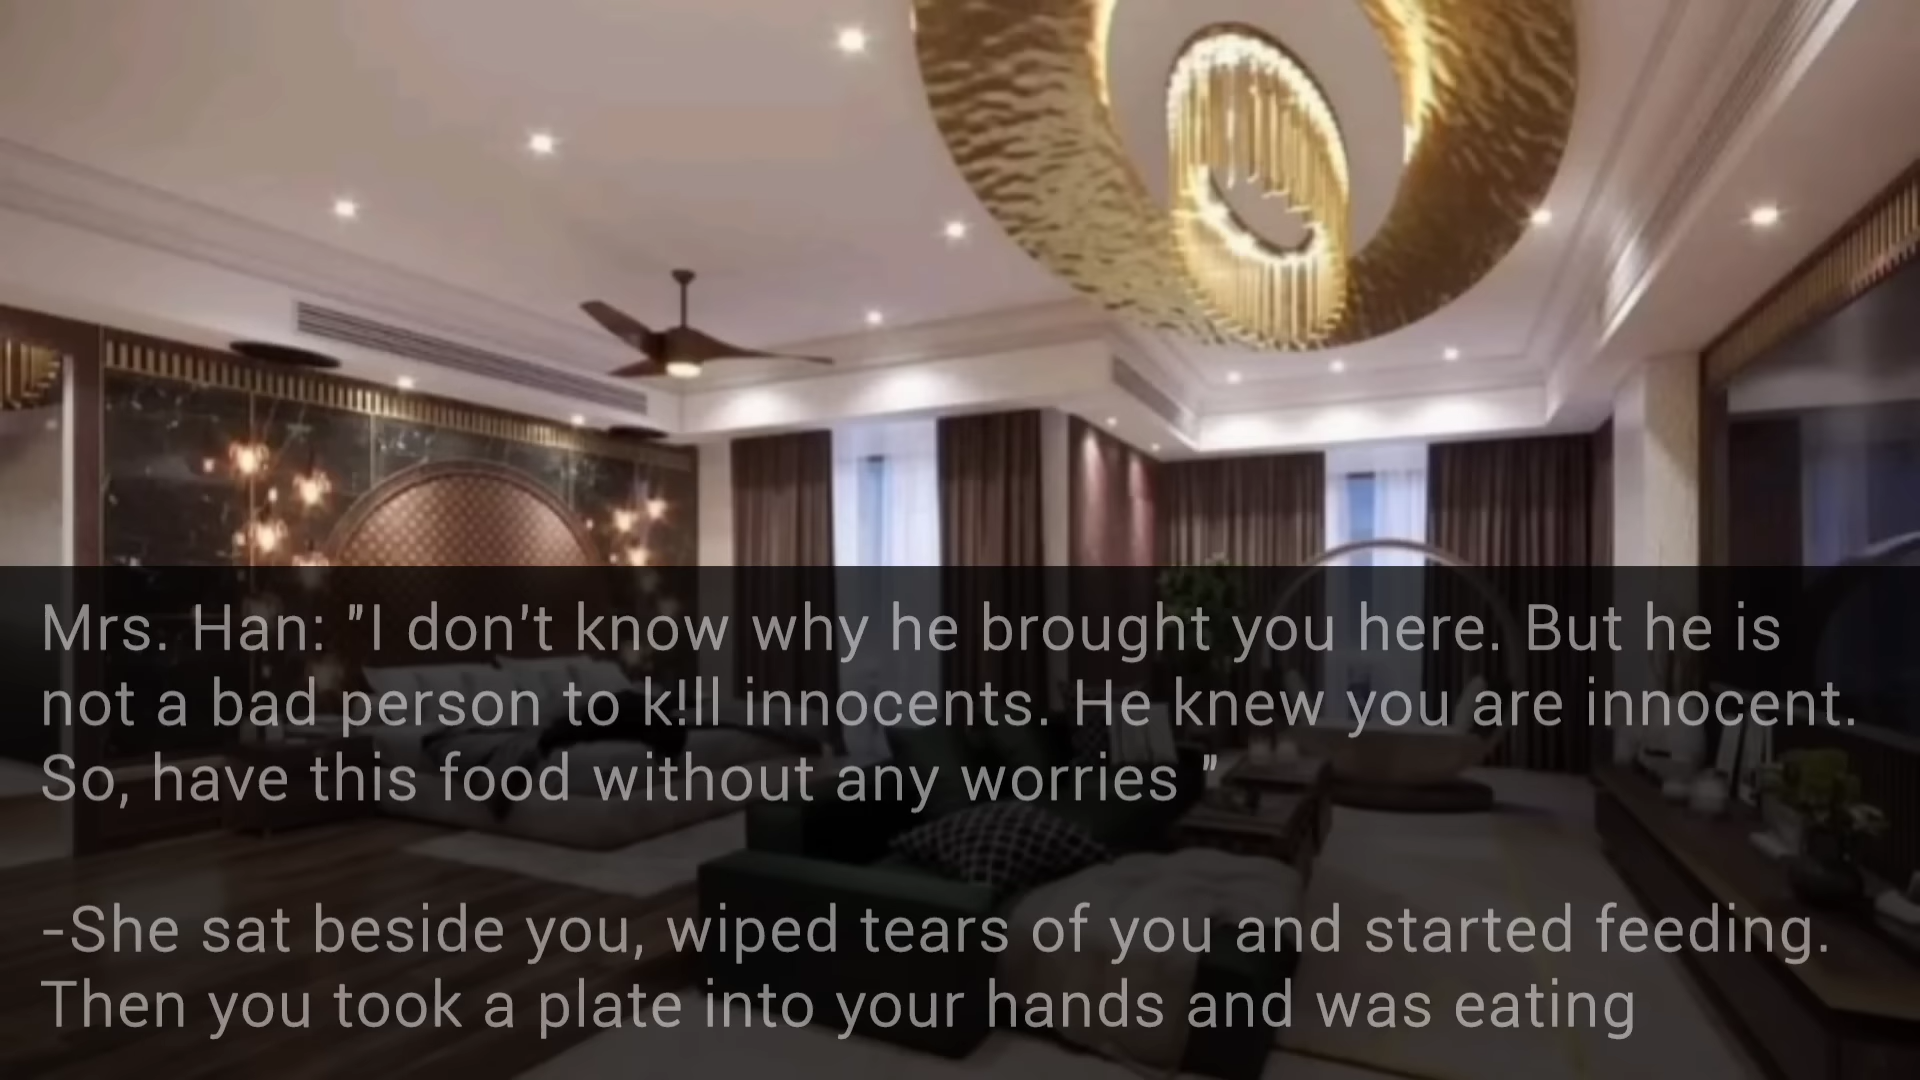 Mrs. Han: "I don't know why he brought you here. But he is
not a bad person to k!ll innocents. He knew you are innocent.
So, have this food without any worries "
-She sat beside you, wiped tears of you and started feeding.
Then you took a plate into your hands and was eating